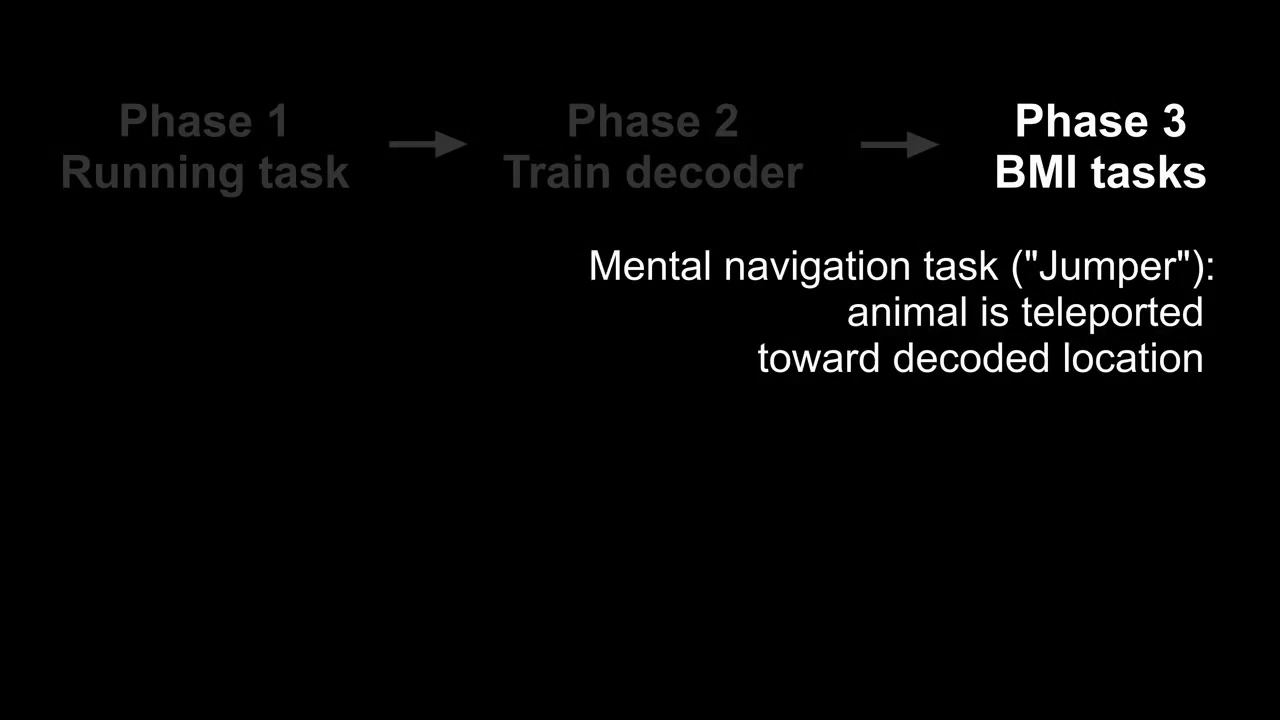 Phase 1
Running task
Phase 2
Train decoder
Phase 3
BMI tasks
Mental navigation task ("Jumper"):
animal is teleported
toward decoded location